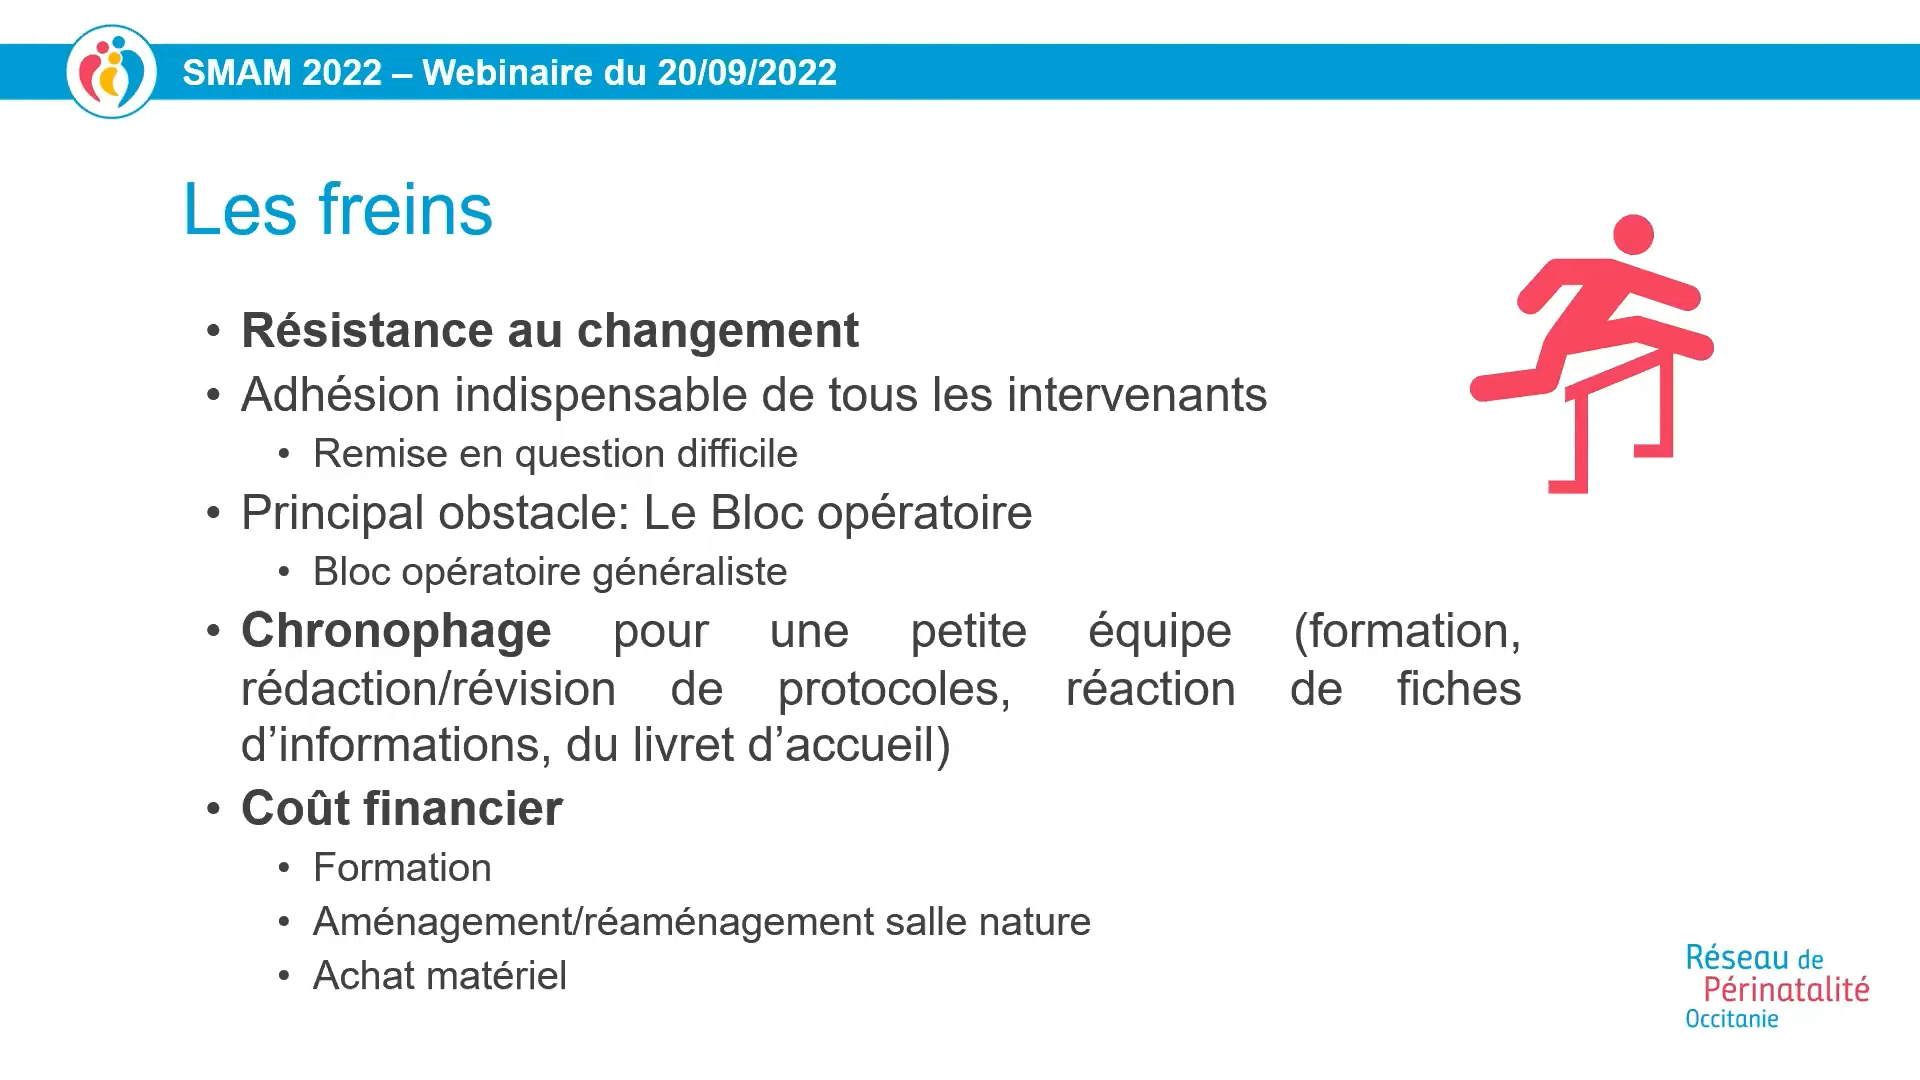 SMAM 2022 – Webinaire du 20/09/2022
Les freins
• Résistance au changement
• Adhésion indispensable de tous les intervenants
• Remise en question difficile
• Principal obstacle: Le Bloc opératoire
• Bloc opératoire généraliste
• Chronophage pour une petite équipe (formation,
rédaction/révision de protocoles, réaction de fiches
d’informations, du livret d’accueil)
• Coût financier
• Formation
• Aménagement/réaménagement salle nature
• Achat matériel
Réseau de
Périnatalité
Occitanie